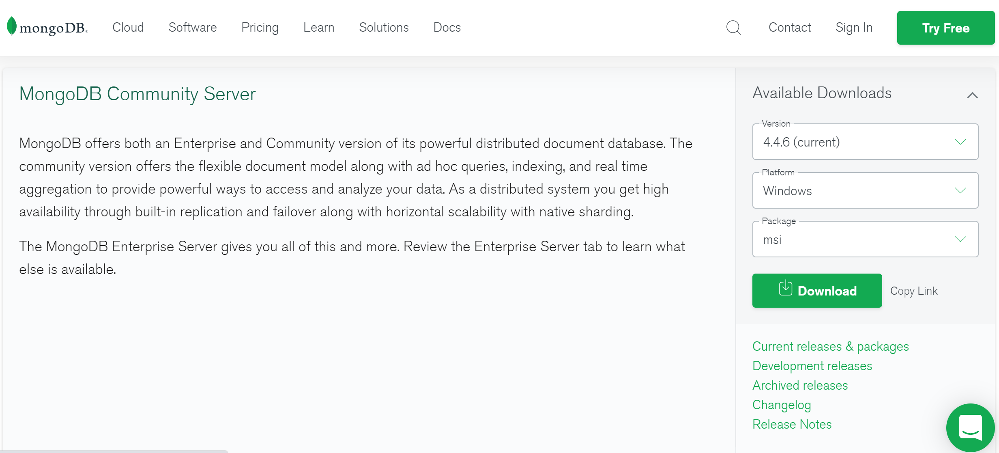 mongoDB®
Cloud
Software
Pricing
Learn
Solutions
Docs
Contact
Sign In
Try Free
MongoDB Community Server
MongoDB offers both an Enterprise and Community version of its powerful distributed document database. The
community version offers the flexible document model along with ad hoc queries, indexing, and real time
aggregation to provide powerful ways to access and analyze your data. As a distributed system you get high
availability through built-in replication and failover along with horizontal scalability with native sharding.
The MongoDB Enterprise Server gives you all of this and more. Review the Enterprise Server tab to learn what
else is available.
Available Downloads
Version
4.4.6 (current)
Platform
Windows
Package
msi
Download
Copy Link
Current releases & packages
Development releases
Archived releases
Changelog
Release Notes